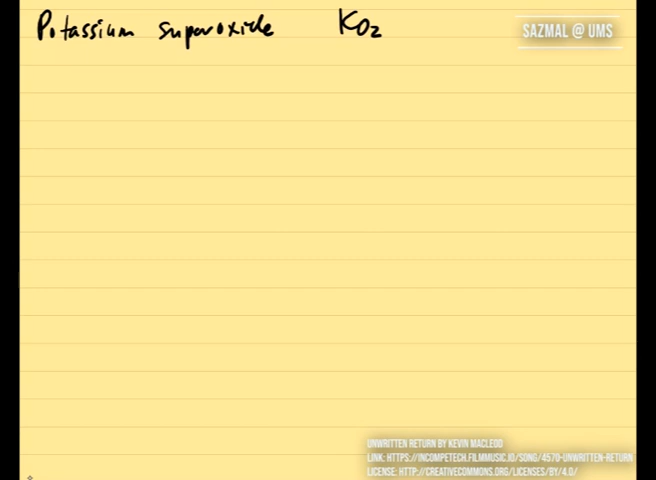 Potassium superoxide KO2
SAZMAL @ UMS
UNWRITTEN RETURN BY KEVIN MACLEOD
LINK: HTTPS://INCOMPETECH.FILMMUSIC.IO/SONG/4570-UNWRITTEN-RETURN
LICENSE: HTTP://CREATIVECOMMONS.ORG/LICENSES/BY/4.0/